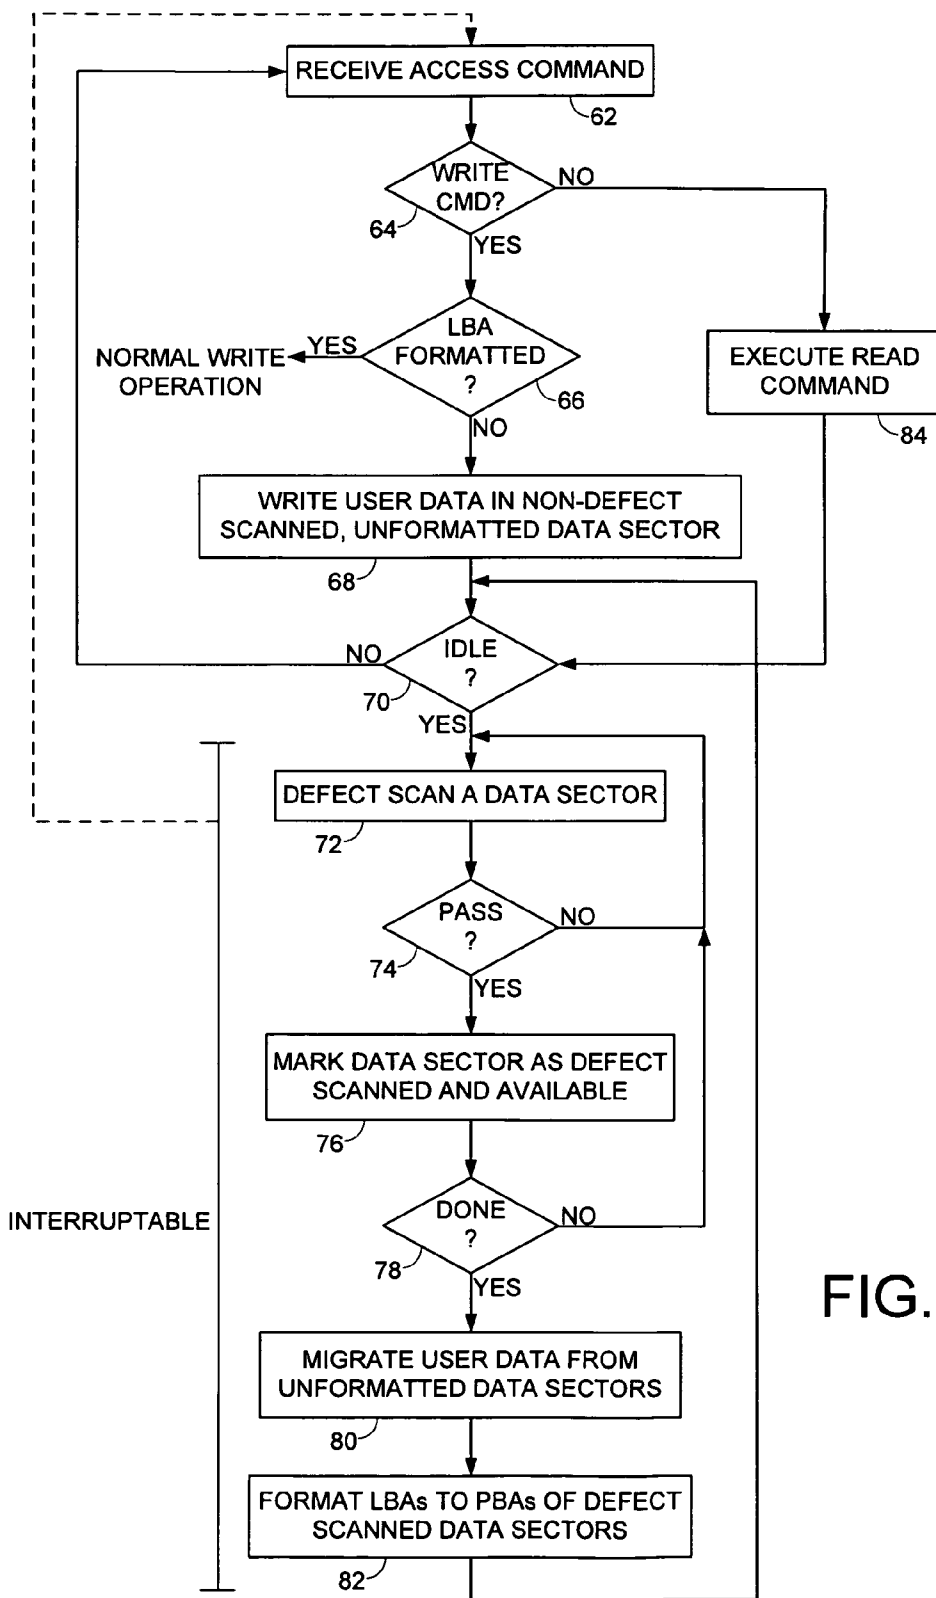 RECEIVE ACCESS COMMAND
62
WRITE
CMD?
NO
64
YES
LBA
FORMATTED
?
YES
NORMAL WRITE
OPERATION
66
NO
EXECUTE READ
COMMAND
84
WRITE USER DATA IN NON-DEFECT
SCANNED, UNFORMATTED DATA SECTOR
68
IDLE
?
NO
70
YES
DEFECT SCAN A DATA SECTOR
72
PASS
?
NO
74
YES
MARK DATA SECTOR AS DEFECT
SCANNED AND AVAILABLE
76
INTERRUPTABLE
DONE
?
NO
78
YES
FIG.
MIGRATE USER DATA FROM
UNFORMATTED DATA SECTORS
80
FORMAT LBAs TO PBAs OF DEFECT
SCANNED DATA SECTORS
82